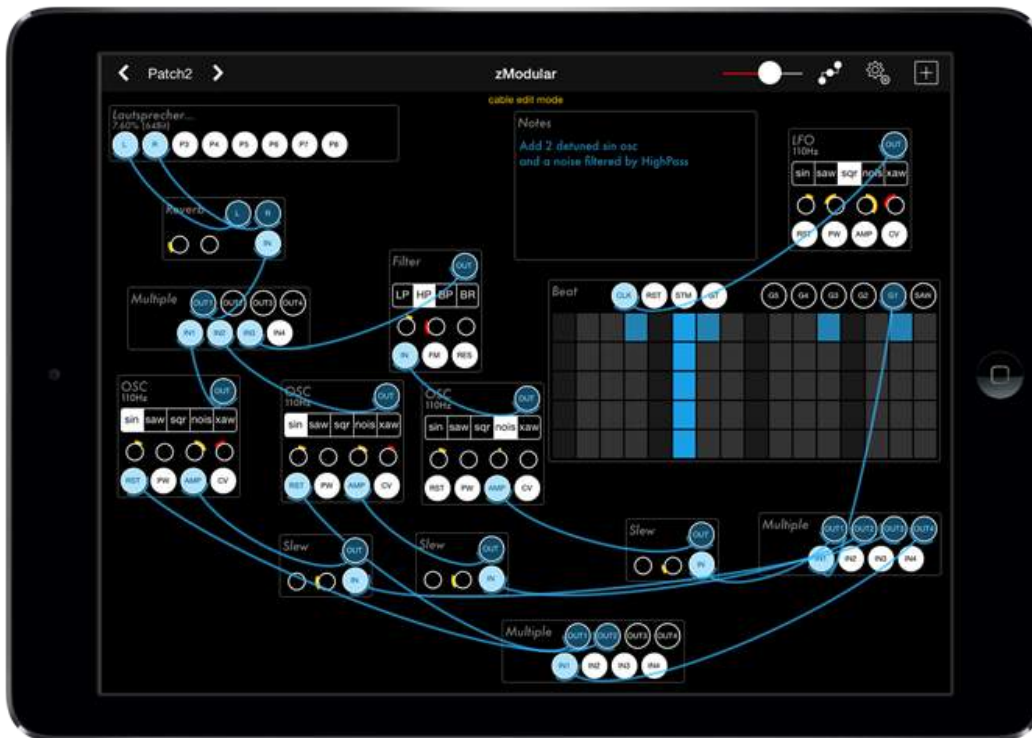 Patch2
zModular
cable edit mode
Lautsprecher...
7.60% (64Bit)
L R P3 P4 P5 P6 P7 P8
Notes
Add 2 detuned sin osc
and a noise filtered by HighPass
LFO
110Hz
OUT
sin saw sqr nois xaw
RST PW AMP CV
Reverb
L R
IN
Filter
OUT
LP HP BP BR
IN FM RES
Multiple
OUT1 OUT2 OUT3 OUT4
IN1 IN2 IN3 IN4
Beat
CLK RST STM GT G5 G4 G3 G2 G1 SAW
OSC
110Hz
OUT
sin saw sqr nois xaw
RST PW AMP CV
OSC
110Hz
OUT
sin saw sqr nois xaw
RST PW AMP CV
OSC
110Hz
OUT
sin saw sqr nois xaw
RST PW AMP CV
Slew
OUT
IN
Slew
OUT
IN
Slew
OUT
IN
Multiple
OUT1 OUT2 OUT3 OUT4
IN1 IN2 IN3 IN4
Multiple
OUT1 OUT2 OUT3 OUT4
IN1 IN2 IN3 IN4